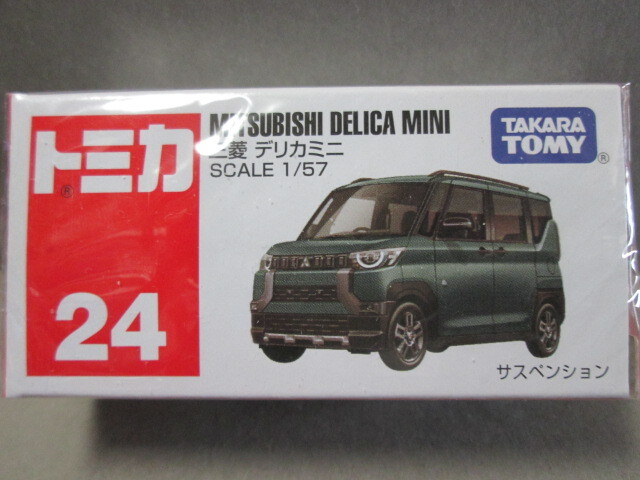 トミカ
®
24
MITSUBISHI DELICA MINI
三菱 デリカミニ
SCALE 1/57
TAKARA
TOMY
®
サスペンション